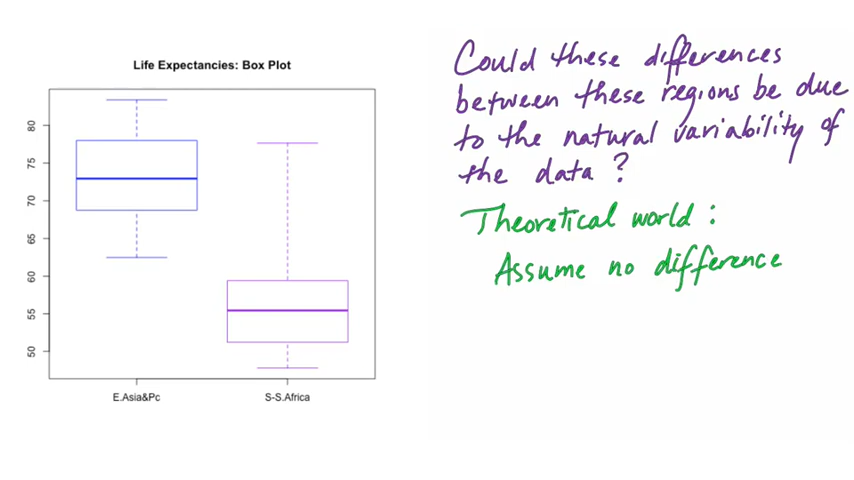 Life Expectancies: Box Plot
80
75
70
65
60
55
50
E.Asia&Pc
S-S.Africa
Could these differences
between these regions be due
to the natural variability of
the data ?
Theoretical world :
Assume no difference